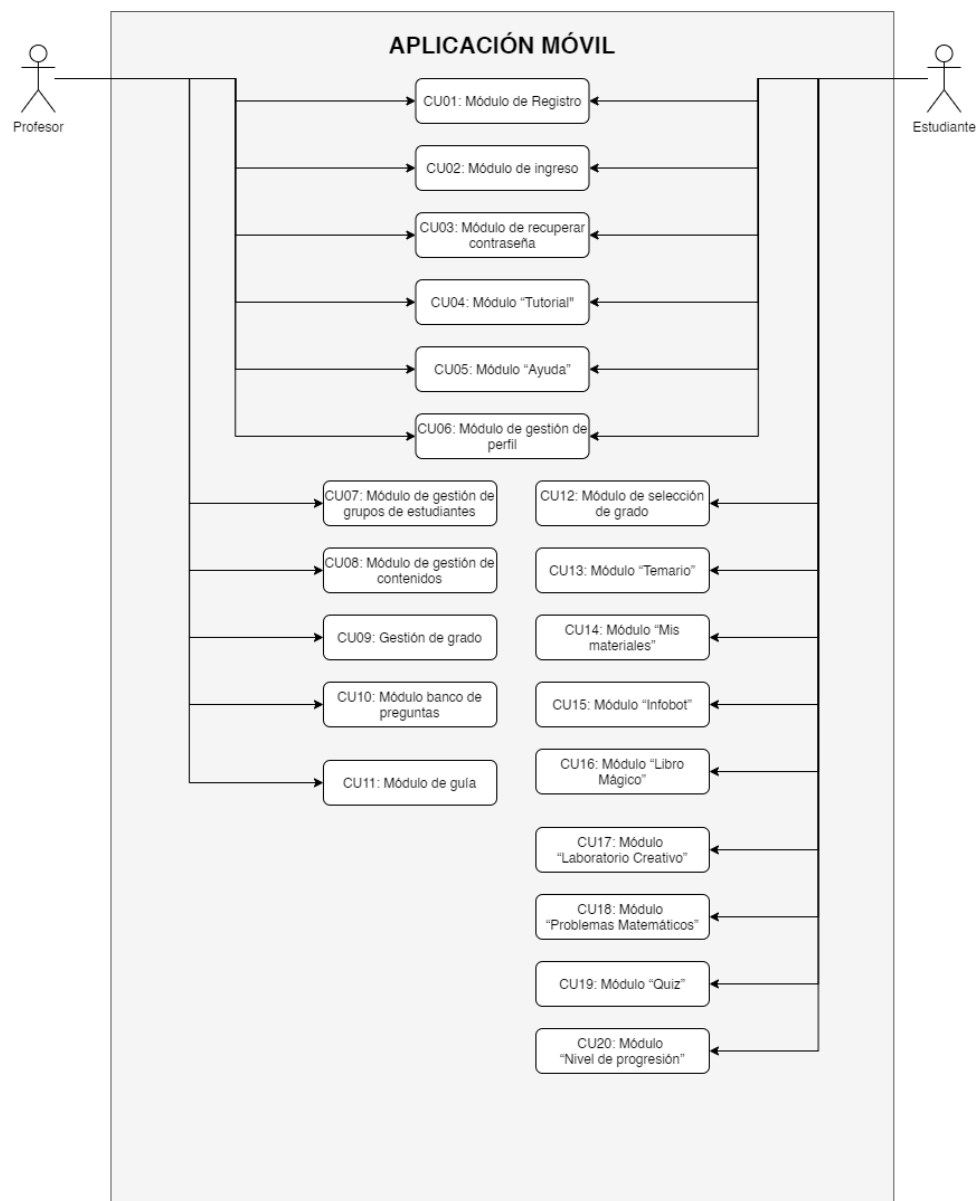 APLICACIÓN MÓVIL
Profesor
Estudiante
CU01: Módulo de Registro
CU02: Módulo de ingreso
CU03: Módulo de recuperar
contraseña
CU04: Módulo “Tutorial"
CU05: Módulo “Ayuda”
CU06: Módulo de gestión de
perfil
CU07: Módulo de gestión de
grupos de estudiantes
CU08: Módulo de gestión de
contenidos
CU09: Gestión de grado
CU10: Módulo banco de
preguntas
CU11: Módulo de guía
CU12: Módulo de selección
de grado
CU13: Módulo “Temario”
CU14: Módulo “Mis
materiales”
CU15: Módulo “Infobot”
CU16: Módulo “Libro
Mágico”
CU17: Módulo
“Laboratorio Creativo”
CU18: Módulo
“Problemas Matemáticos”
CU19: Módulo “Quiz”
CU20: Módulo
“Nivel de progresión”